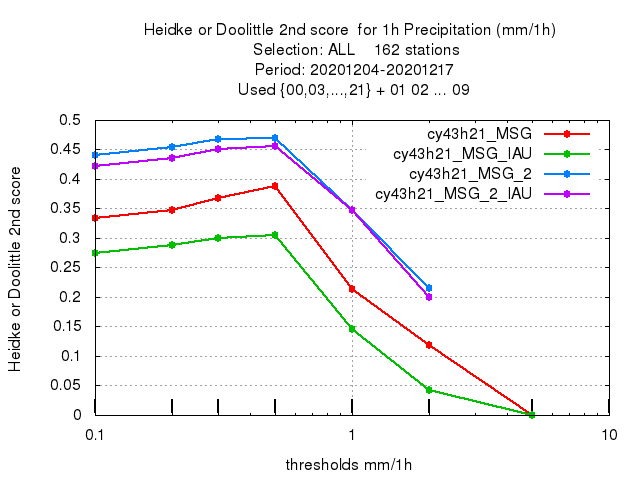 Heidke or Doolittle 2nd score  for 1h Precipitation (mm/1h)
Selection: ALL    162 stations
Period: 20201204-20201217
Used {00,03,...,21} + 01 02 ... 09
cy43h21_MSG
cy43h21_MSG_IAU
cy43h21_MSG_2
cy43h21_MSG_2_IAU
Heidke or Doolittle 2nd score
0.5
0.45
0.4
0.35
0.3
0.25
0.2
0.15
0.1
0.05
0
0.1 1 10
thresholds mm/1h